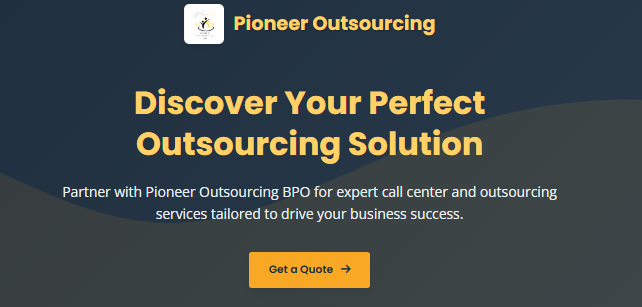 Pioneer Outsourcing
Discover Your Perfect
Outsourcing Solution
Partner with Pioneer Outsourcing BPO for expert call center and outsourcing
services tailored to drive your business success.
Get a Quote →